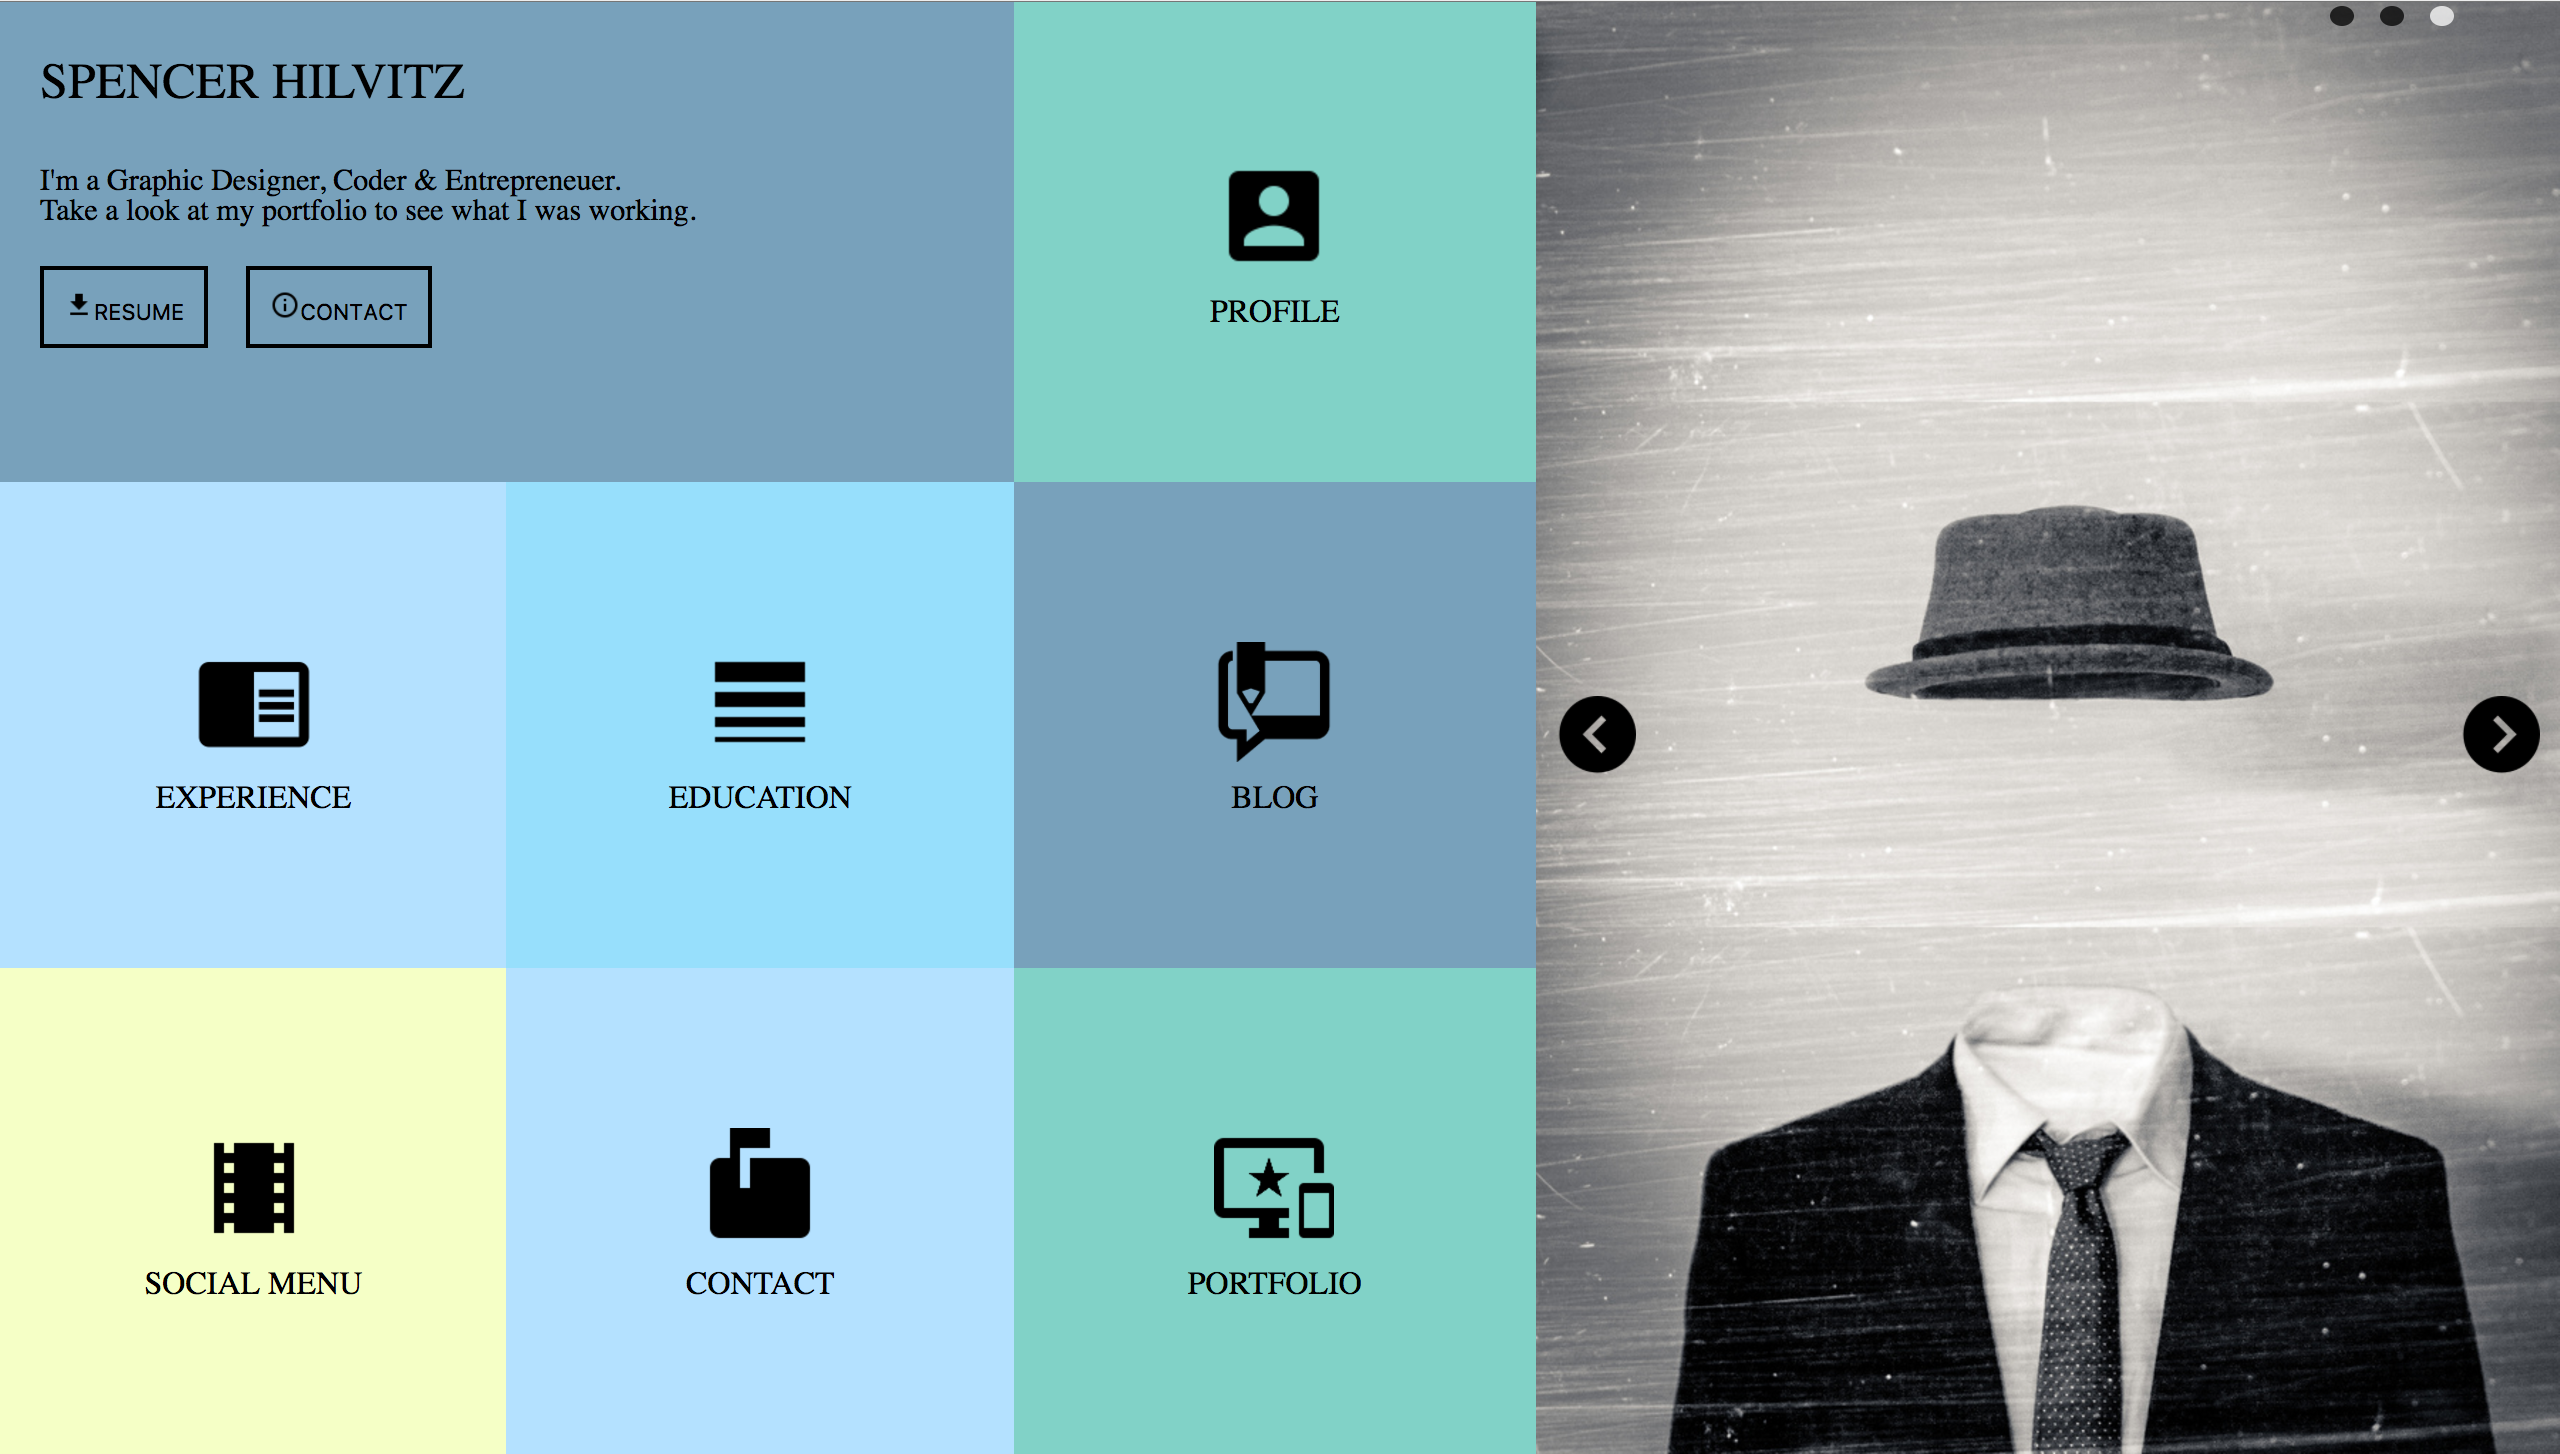 SPENCER HILVITZ
I'm a Graphic Designer, Coder & Entrepreneuer.
Take a look at my portfolio to see what I was working.
RESUME
CONTACT
PROFILE
EXPERIENCE
EDUCATION
BLOG
SOCIAL MENU
CONTACT
PORTFOLIO